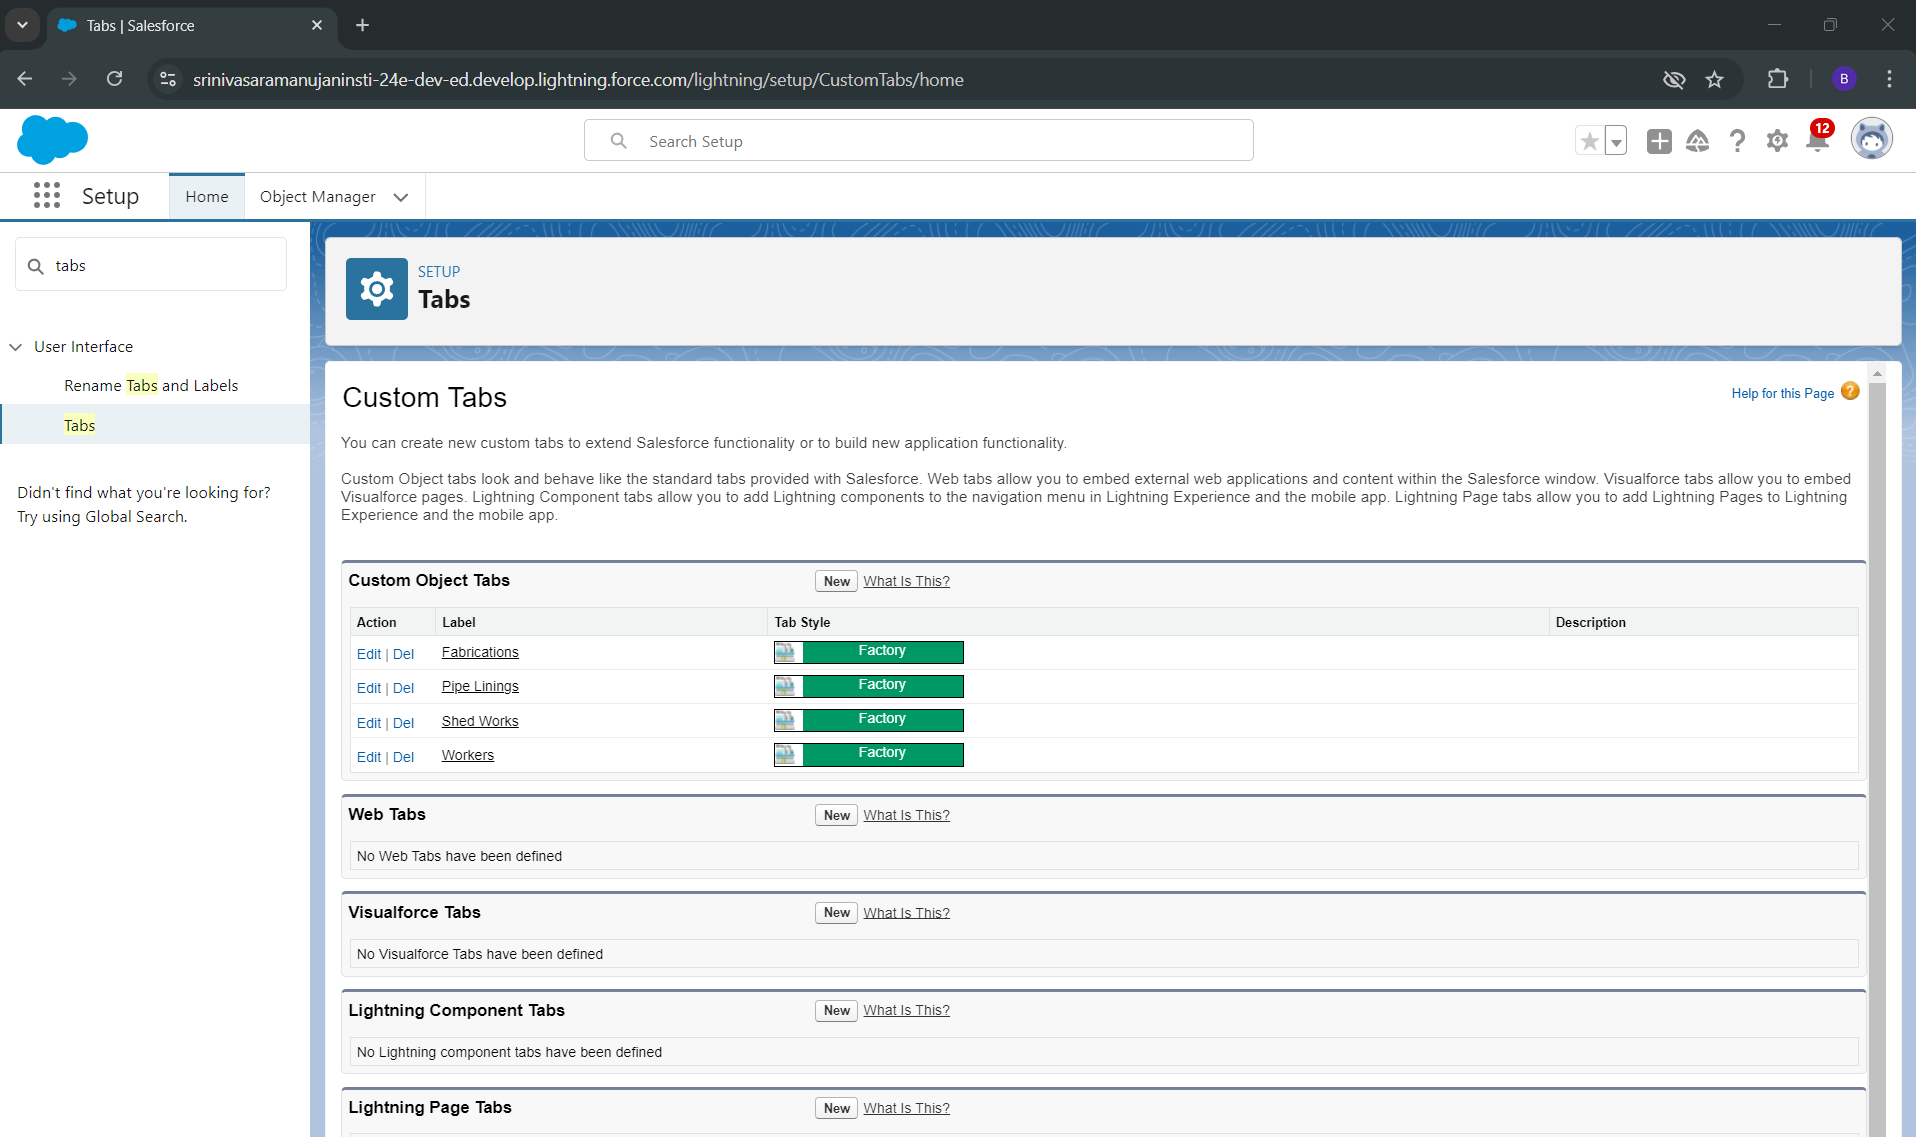 Tabs | Salesforce
srinivasaramanujaninsti-24e-dev-ed.develop.lightning.force.com/lightning/setup/CustomTabs/home
B
Search Setup
12
Setup
Home
Object Manager
tabs
User Interface
Rename Tabs and Labels
Tabs
Didn't find what you're looking for?
Try using Global Search.
SETUP
Tabs
Custom Tabs
Help for this Page ?
You can create new custom tabs to extend Salesforce functionality or to build new application functionality.
Custom Object tabs look and behave like the standard tabs provided with Salesforce. Web tabs allow you to embed external web applications and content within the Salesforce window. Visualforce tabs allow you to embed
Visualforce pages. Lightning Component tabs allow you to add Lightning components to the navigation menu in Lightning Experience and the mobile app. Lightning Page tabs allow you to add Lightning Pages to Lightning
Experience and the mobile app.
Custom Object Tabs New What Is This?
Action Label Tab Style Description
Edit | Del Fabrications Factory
Edit | Del Pipe Linings Factory
Edit | Del Shed Works Factory
Edit | Del Workers Factory
Web Tabs New What Is This?
No Web Tabs have been defined
Visualforce Tabs New What Is This?
No Visualforce Tabs have been defined
Lightning Component Tabs New What Is This?
No Lightning component tabs have been defined
Lightning Page Tabs New What Is This?